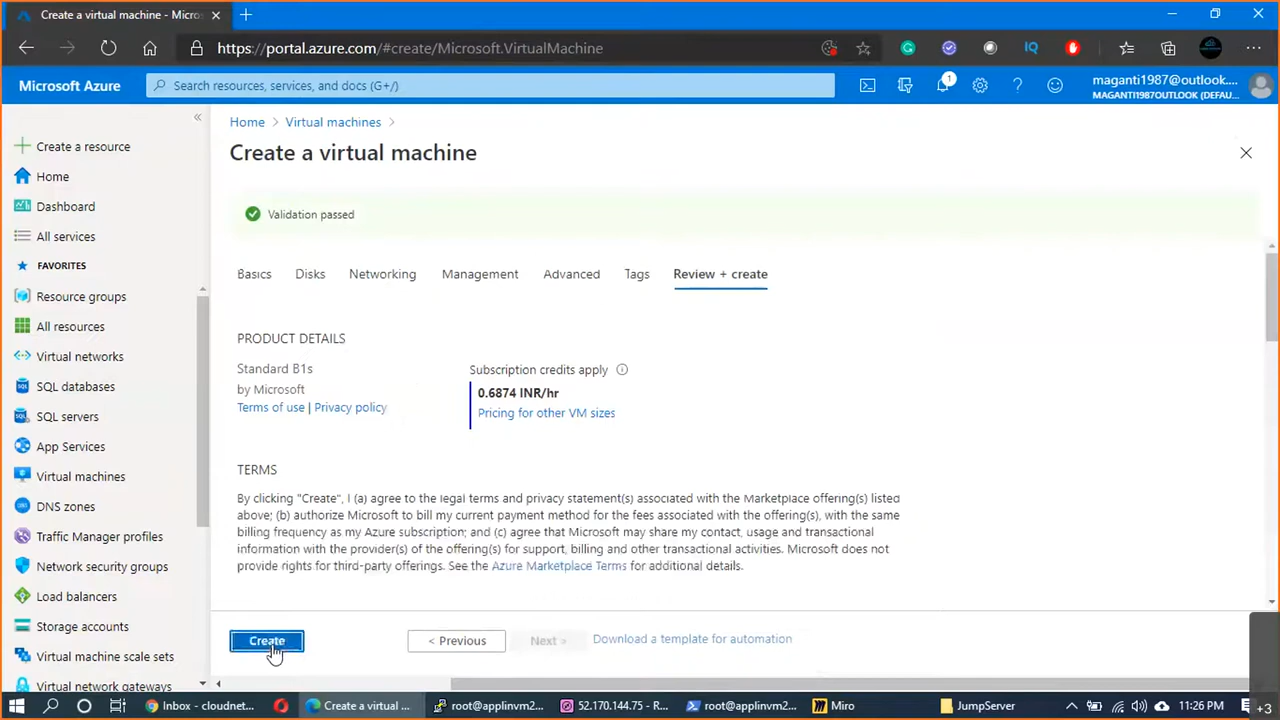 Create a virtual machine - Micros
https://portal.azure.com/#create/Microsoft.VirtualMachine
IQ
Microsoft Azure
Search resources, services, and docs (G+/)
1
maganti1987@outlook....
MAGANTI1987OUTLOOK (DEFAU...
Home > Virtual machines >
Create a virtual machine
Validation passed
Basics Disks Networking Management Advanced Tags Review + create
PRODUCT DETAILS
Standard B1s
by Microsoft
Terms of use | Privacy policy
Subscription credits apply
0.6874 INR/hr
Pricing for other VM sizes
TERMS
By clicking "Create", I (a) agree to the legal terms and privacy statement(s) associated with the Marketplace offering(s) listed
above; (b) authorize Microsoft to bill my current payment method for the fees associated with the offering(s), with the same
billing frequency as my Azure subscription; and (c) agree that Microsoft may share my contact, usage and transactional
information with the provider(s) of the offering(s) for support, billing and other transactional activities. Microsoft does not
provide rights for third-party offerings. See the Azure Marketplace Terms for additional details.
Create < Previous Next > Download a template for automation
Create a resource
Home
Dashboard
All services
FAVORITES
Resource groups
All resources
Virtual networks
SQL databases
SQL servers
App Services
Virtual machines
DNS zones
Traffic Manager profiles
Network security groups
Load balancers
Storage accounts
Virtual machine scale sets
Virtual network gateways
Inbox - cloudnet... Create a virtual ... root@applinvm2... 52.170.144.75 - R... root@applinvm2... Miro JumpServer 11:26 PM +3